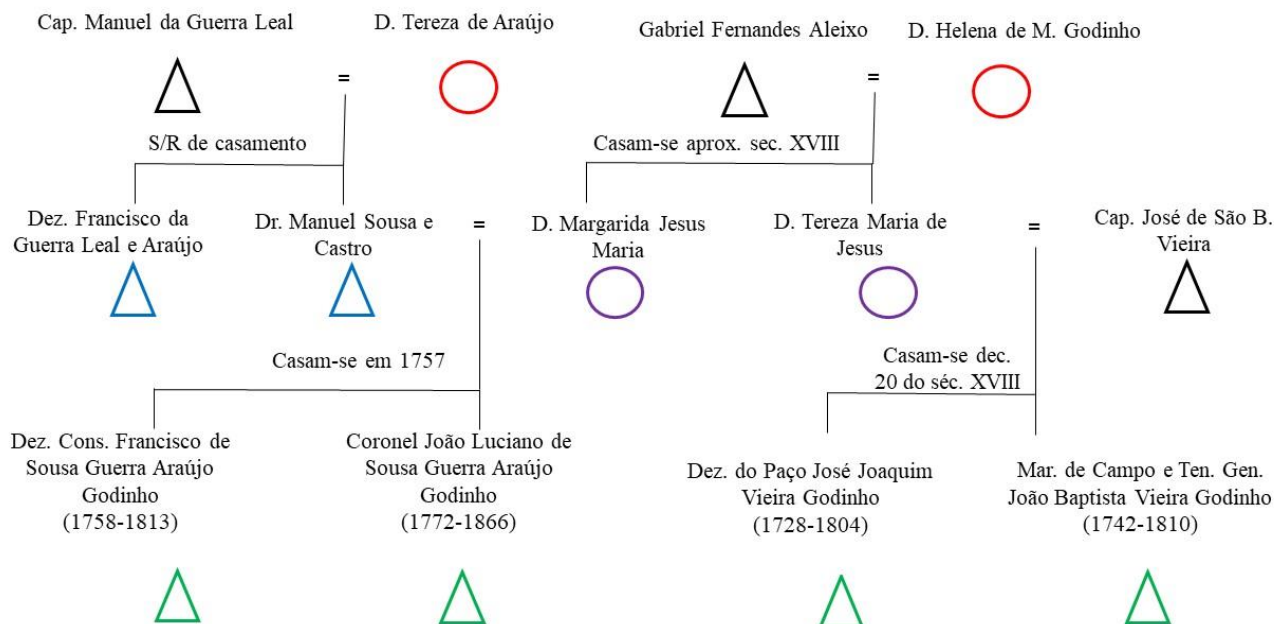 Cap. Manuel da Guerra Leal
D. Tereza de Araújo
Gabriel Fernandes Aleixo
D. Helena de M. Godinho
=
=
S/R de casamento
Casam-se aprox. sec. XVIII
Dez. Francisco da
Guerra Leal e Araújo
Dr. Manuel Sousa e
Castro
=
D. Margarida Jesus
Maria
D. Tereza Maria de
Jesus
=
Cap. José de São B.
Vieira
Casam-se em 1757
Casam-se dec.
20 do séc. XVIII
Dez. Cons. Francisco de
Sousa Guerra Araújo
Godinho
(1758-1813)
Coronel João Luciano de
Sousa Guerra Araújo
Godinho
(1772-1866)
Dez. do Paço José Joaquim
Vieira Godinho
(1728-1804)
Mar. de Campo e Ten. Gen.
João Baptista Vieira Godinho
(1742-1810)